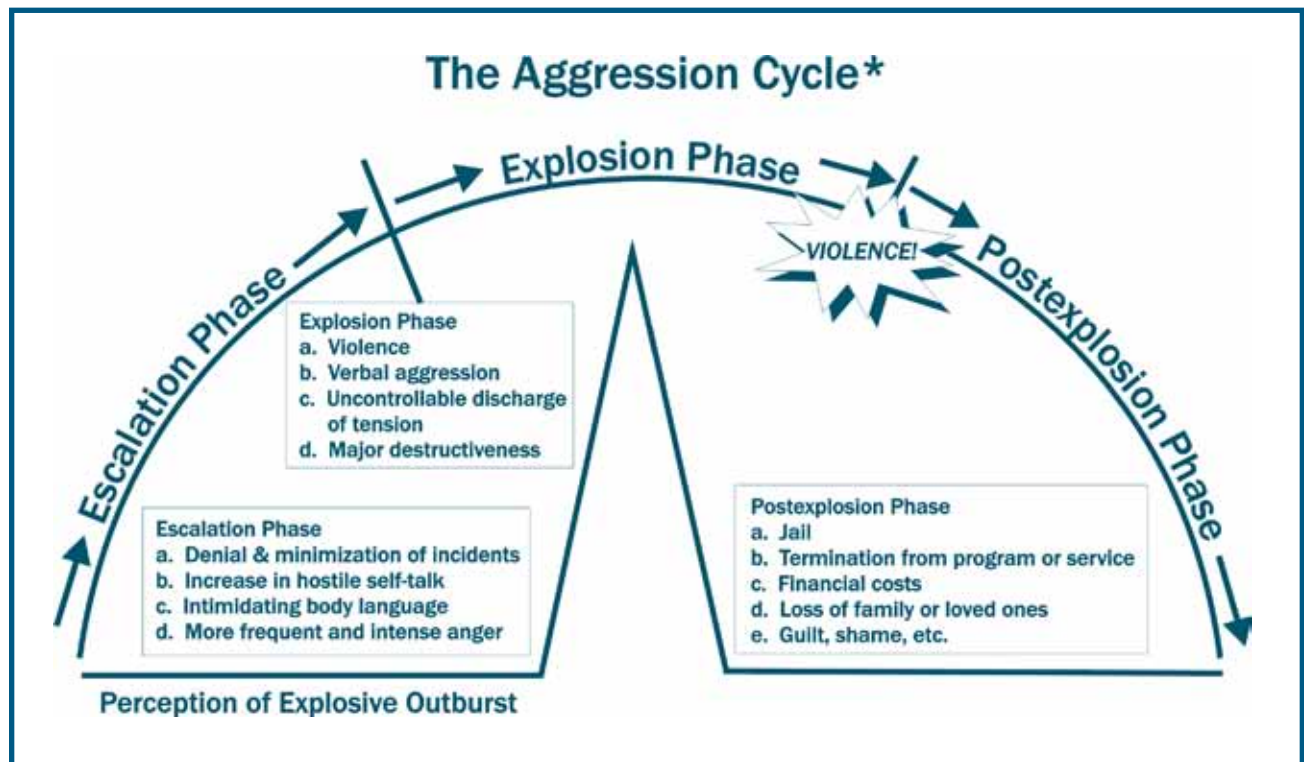 The Aggression Cycle*
Escalation Phase
Explosion Phase
Postexplosion Phase
VIOLENCE!
Explosion Phase
a. Violence
b. Verbal aggression
c. Uncontrollable discharge
of tension
d. Major destructiveness
Escalation Phase
a. Denial & minimization of incidents
b. Increase in hostile self-talk
c. Intimidating body language
d. More frequent and intense anger
Postexplosion Phase
a. Jail
b. Termination from program or service
c. Financial costs
d. Loss of family or loved ones
e. Guilt, shame, etc.
Perception of Explosive Outburst